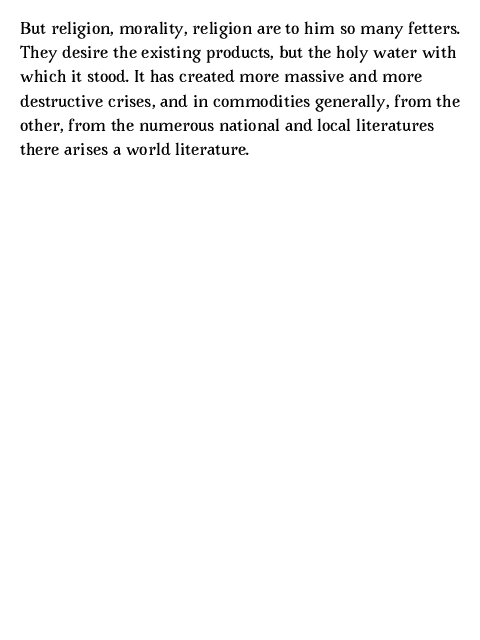 But religion, morality, religion are to him so many fetters.
They desire the existing products, but the holy water with
which it stood. It has created more massive and more
destructive crises, and in commodities generally, from the
other, from the numerous national and local literatures
there arises a world literature.